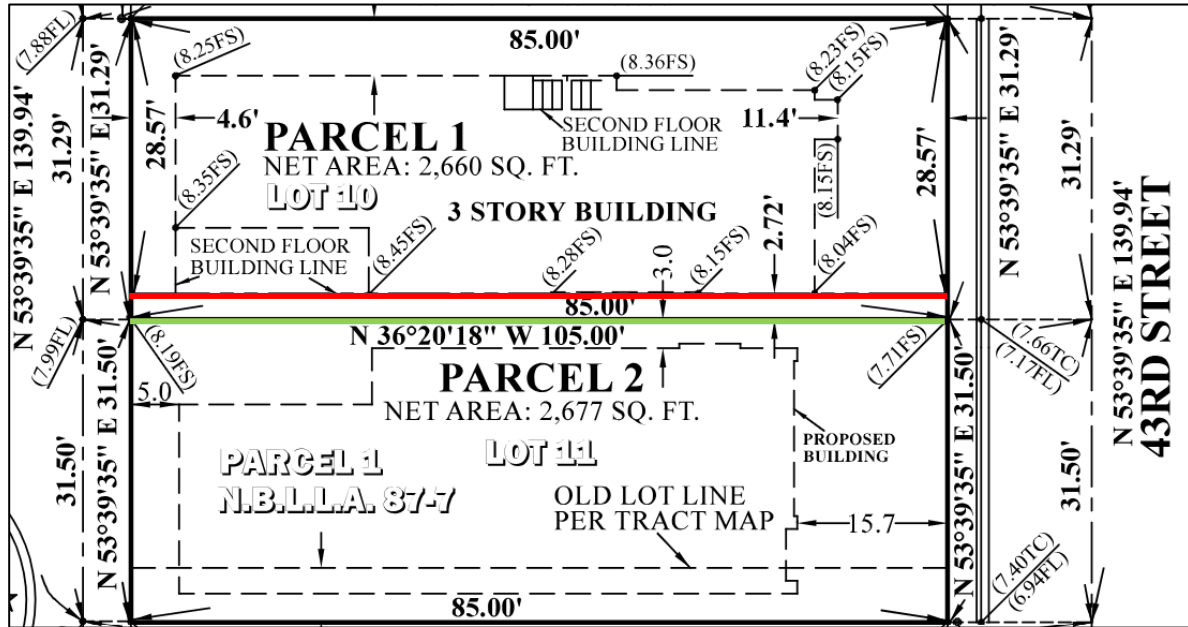 (7.88FL)
N 53°39'35" E 139.94'
31.29'
N 53°39'35" E 31.29'
28.57'
(8.25FS)
85.00'
(8.36FS)
(8.23FS)
(8.15FS)
4.6'
PARCEL 1
NET AREA: 2,660 SQ. FT.
LOT 10
SECOND FLOOR
BUILDING LINE
11.4'
(8.15FS)
28.57'
N 53°39'35" E 31.29'
31.29'
N 53°39'35" E 139.94'
43RD STREET
(8.35FS)
3 STORY BUILDING
2.72'
SECOND FLOOR
BUILDING LINE
(8.45FS)
(8.28FS)
3.0
(8.15FS)
(8.04FS)
85.00'
N 36°20'18" W 105.00'
(7.99FL)
(8.19FS)
(7.71FS)
(7.66TC)
(7.17FL)
31.50'
N 53°39'35" E 31.50'
5.0
PARCEL 2
NET AREA: 2,677 SQ. FT.
LOT 11
PROPOSED
BUILDING
PARCEL 1
N.B.L.L.A. 87-7
OLD LOT LINE
PER TRACT MAP
15.7
N 53°39'35" E 31.50'
31.50'
(7.40TC)
(6.94FL)
85.00'